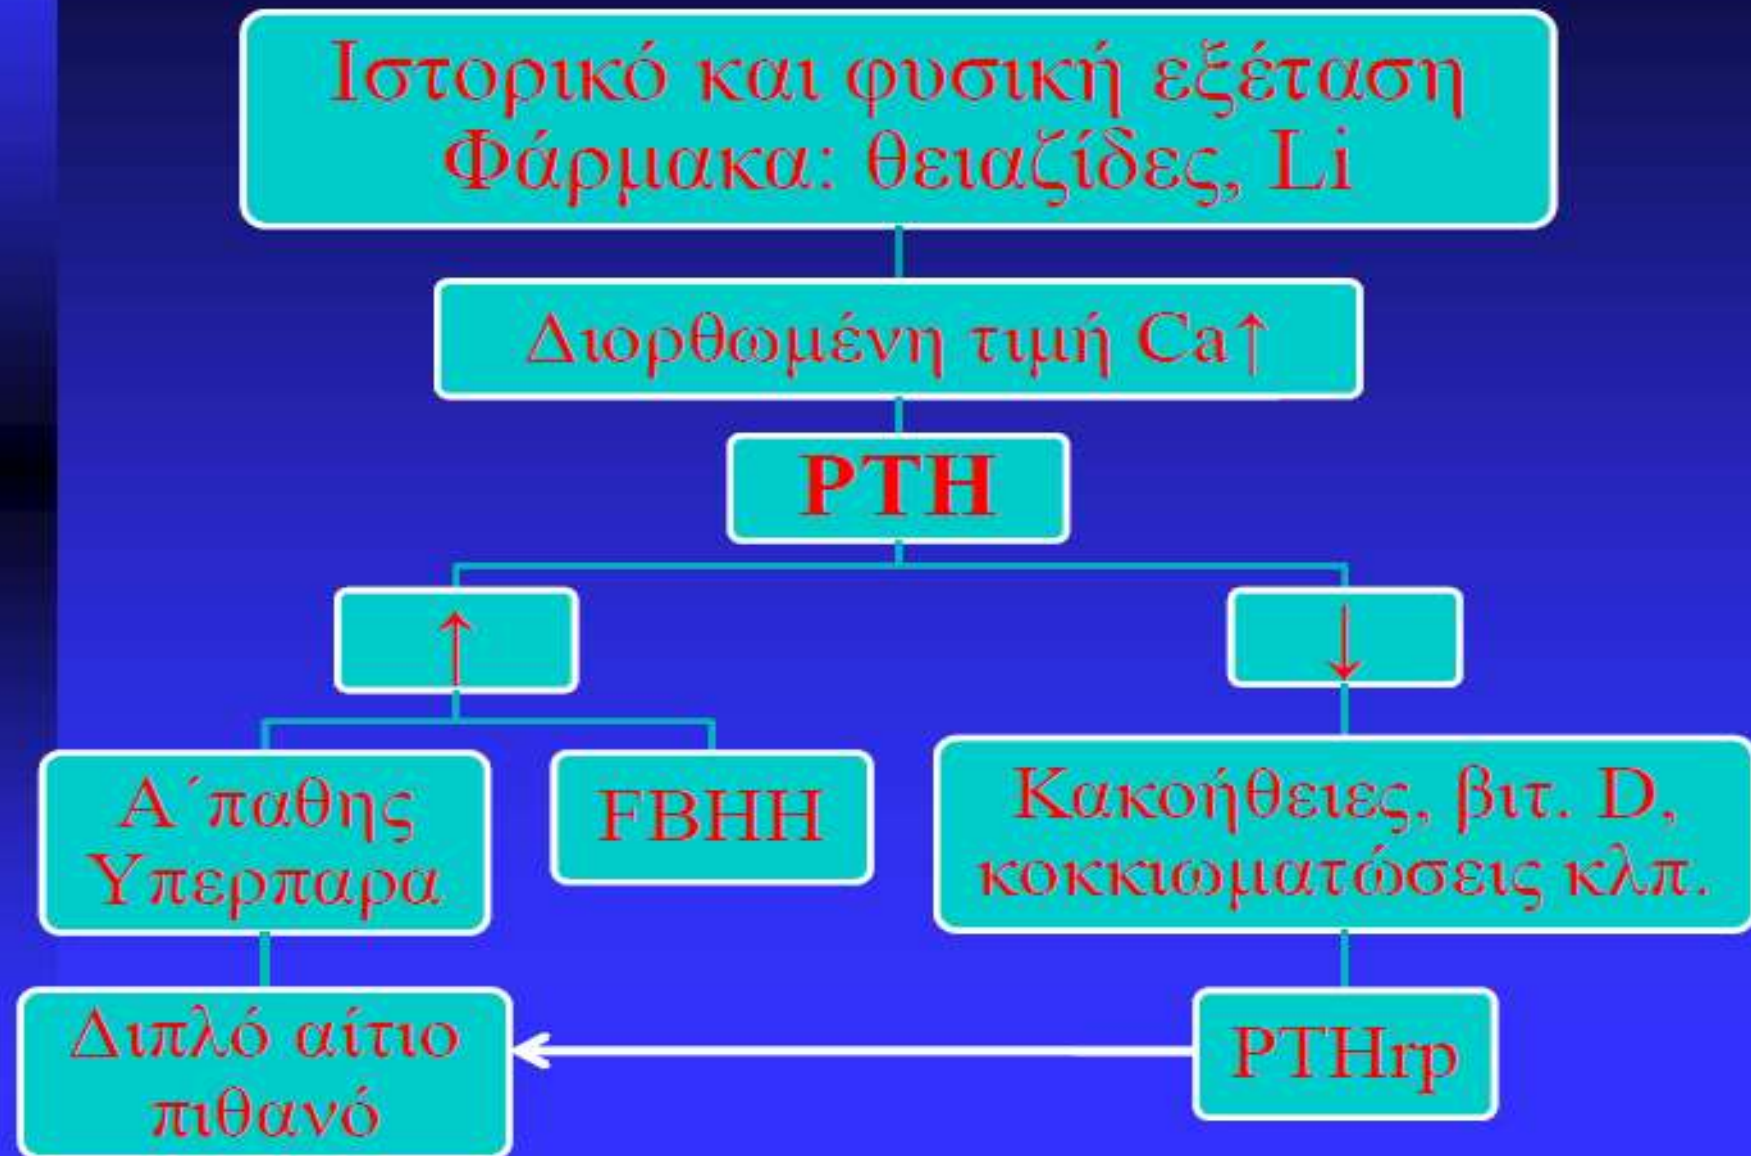 Ιστορικό και φυσική εξέταση
Φάρμακα: θειαζίδες, Li
Διορθωμένη τιμή Ca↑
PTH
↑
↓
Α΄παθης
Υπερπαρα
FBHH
Κακοήθειες, βιτ. D,
κοκκιωματώσεις κλπ.
Διπλό αίτιο
πιθανό
PTHrp